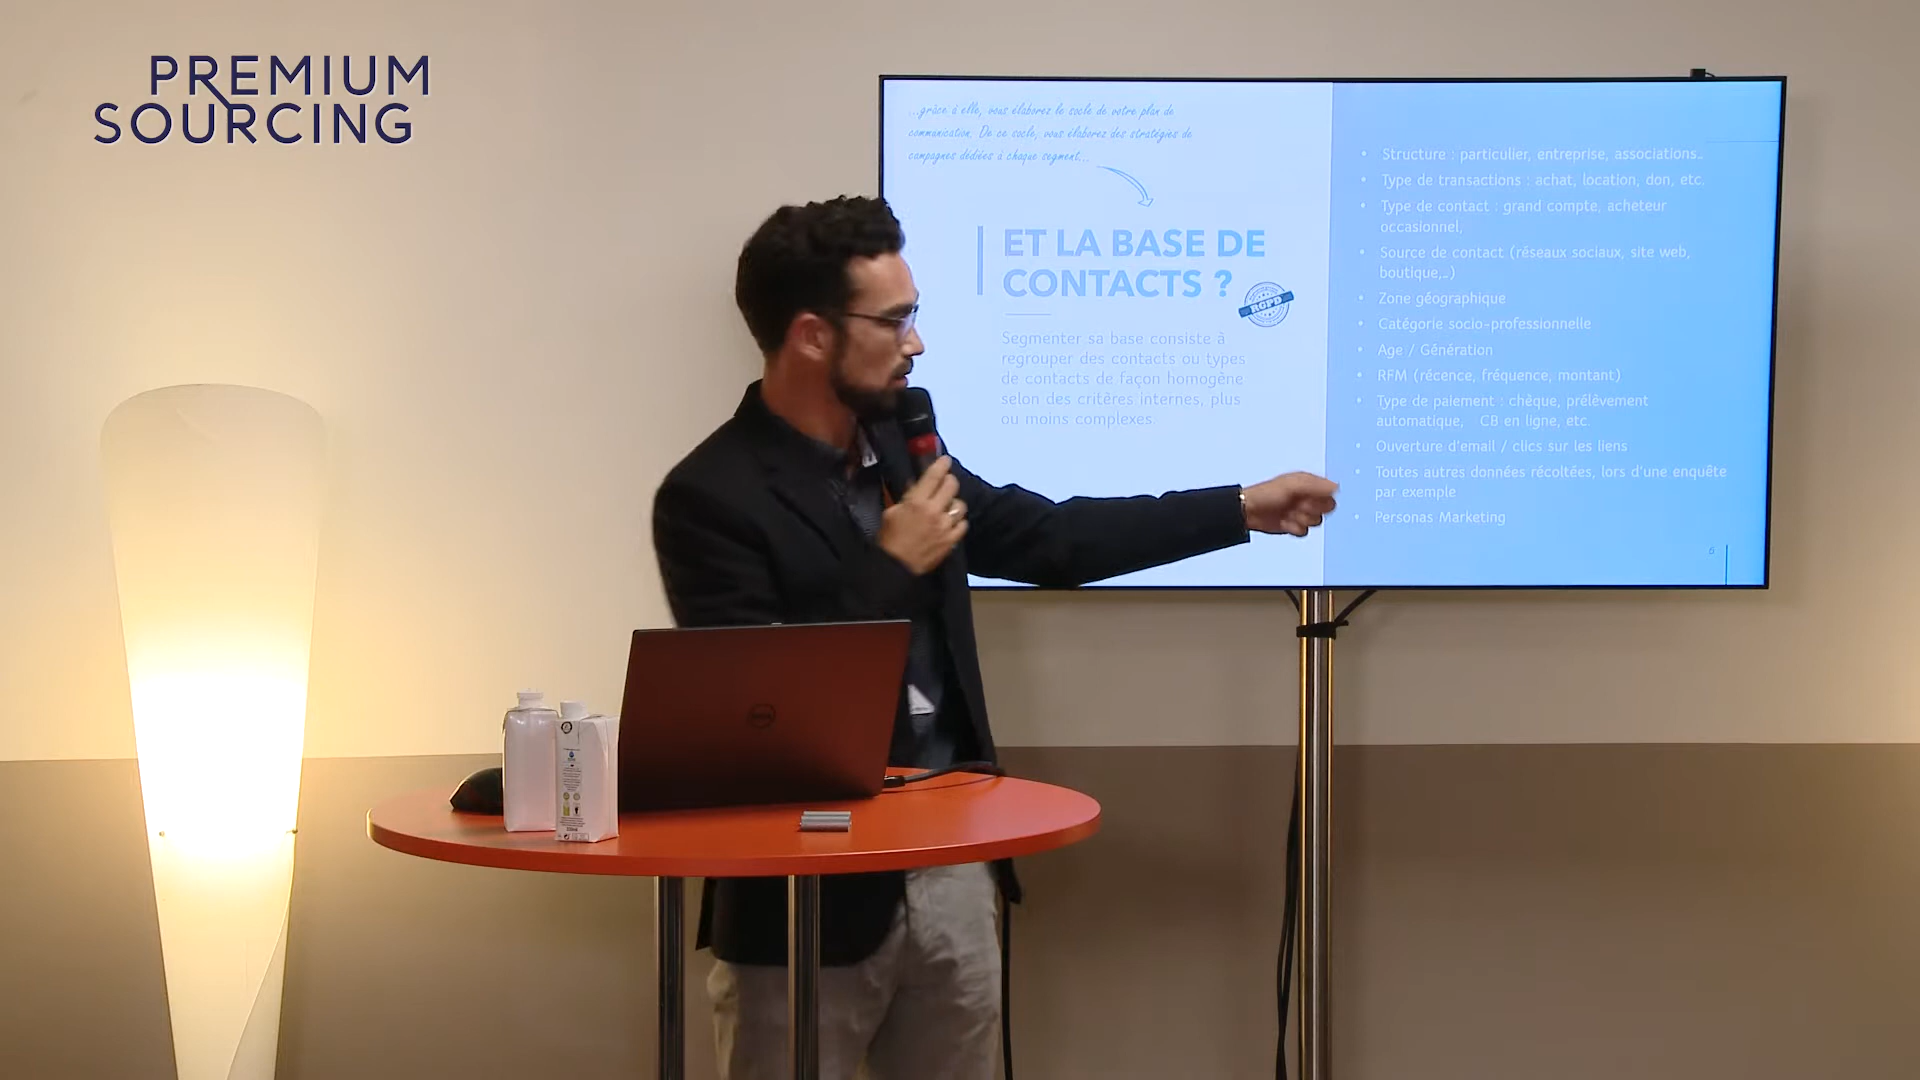 PREMIUM
SOURCING
...grâce à elle, vous élaborez le socle de votre plan de
communication. De ce socle, vous élaborez des stratégies de
campagnes dédiées à chaque segment...
ET LA BASE DE
CONTACTS ?
RGPD
Segmenter sa base consiste à
regrouper des contacts ou types
de contacts de façon homogène
selon des critères internes, plus
ou moins complexes.
• Structure : particulier, entreprise, associations..
• Type de transactions : achat, location, don, etc.
• Type de contact : grand compte, acheteur
occasionnel,
• Source de contact (réseaux sociaux, site web,
boutique,..)
• Zone géographique
• Catégorie socio-professionnelle
• Age / Génération
• RFM (récence, fréquence, montant)
• Type de paiement : chèque, prélèvement
automatique, CB en ligne, etc.
• Ouverture d'email / clics sur les liens
• Toutes autres données récoltées, lors d'une enquête
par exemple
• Personas Marketing
6
DELL